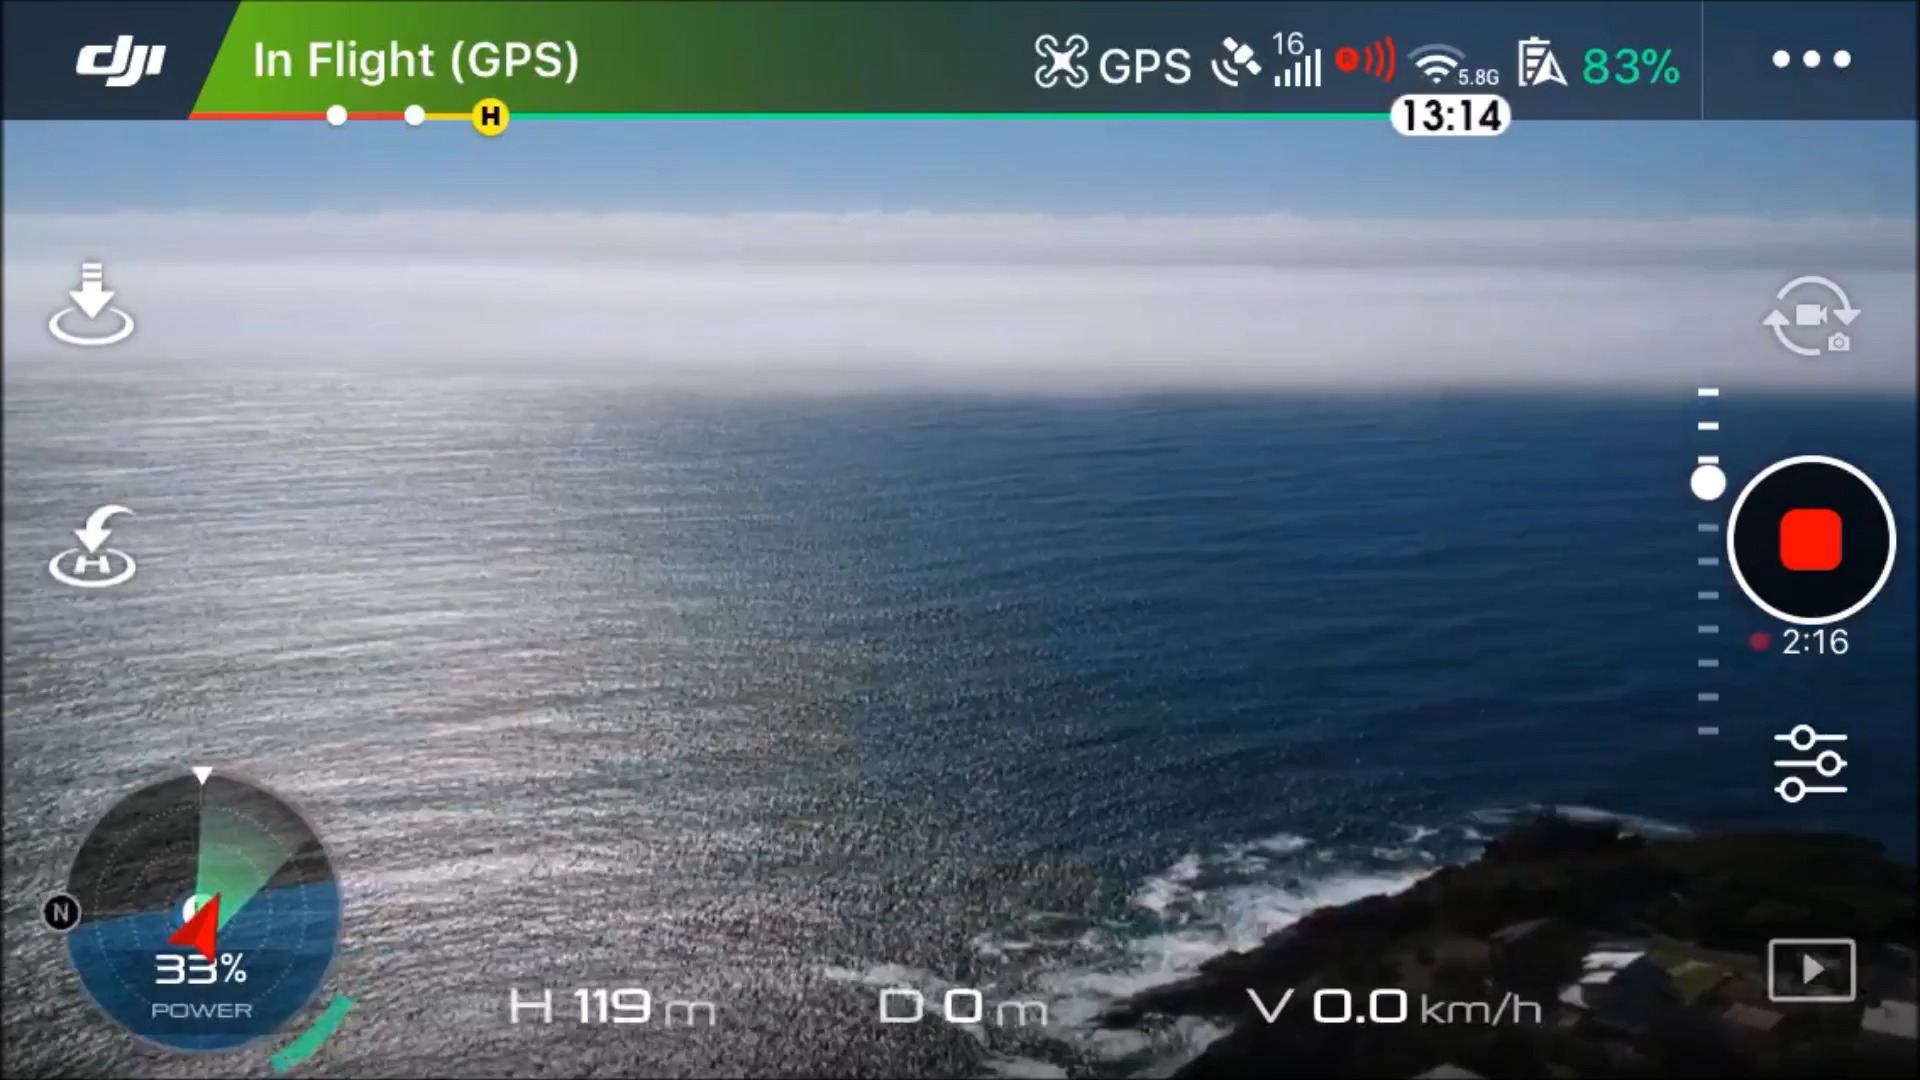 dji
In Flight (GPS)
GPS
16
R
5.8G
83%
H
13:14
H
2:16
N
33%
POWER
H 119 m
D 0 m
V 0.0 km/h